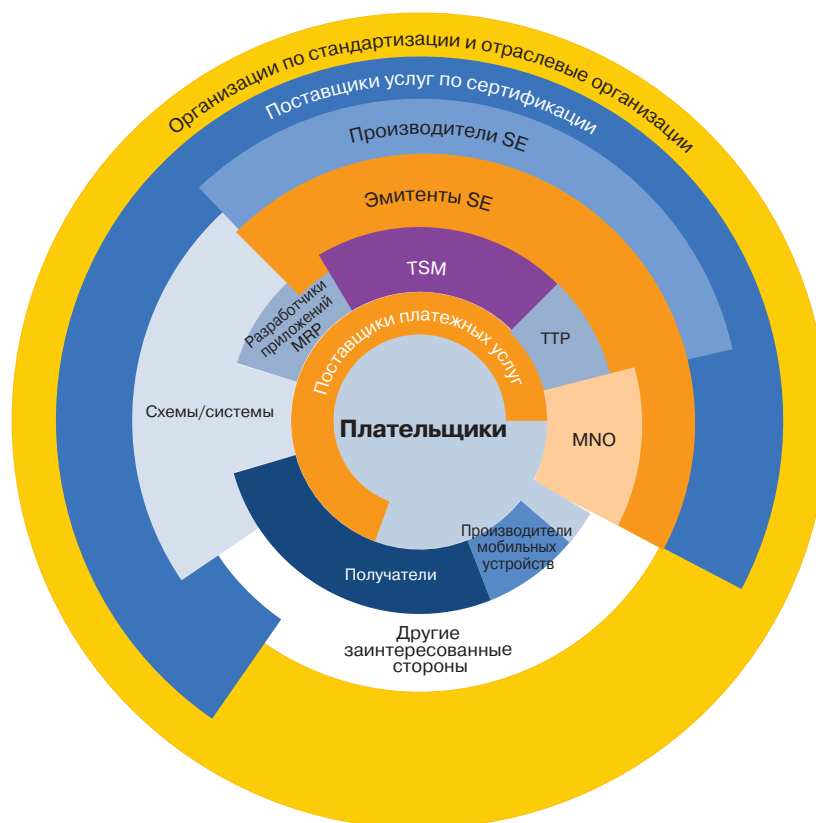 Организации по стандартизации и отраслевые организации
Поставщики услуг по сертификации
Производители SE
Эмитенты SE
TSM
Разработчики
приложений
MRP
Поставщики платежных услуг
TTP
Схемы/системы
Плательщики
MNO
Производители
мобильных
устройств
Получатели
Другие
заинтересованные
стороны